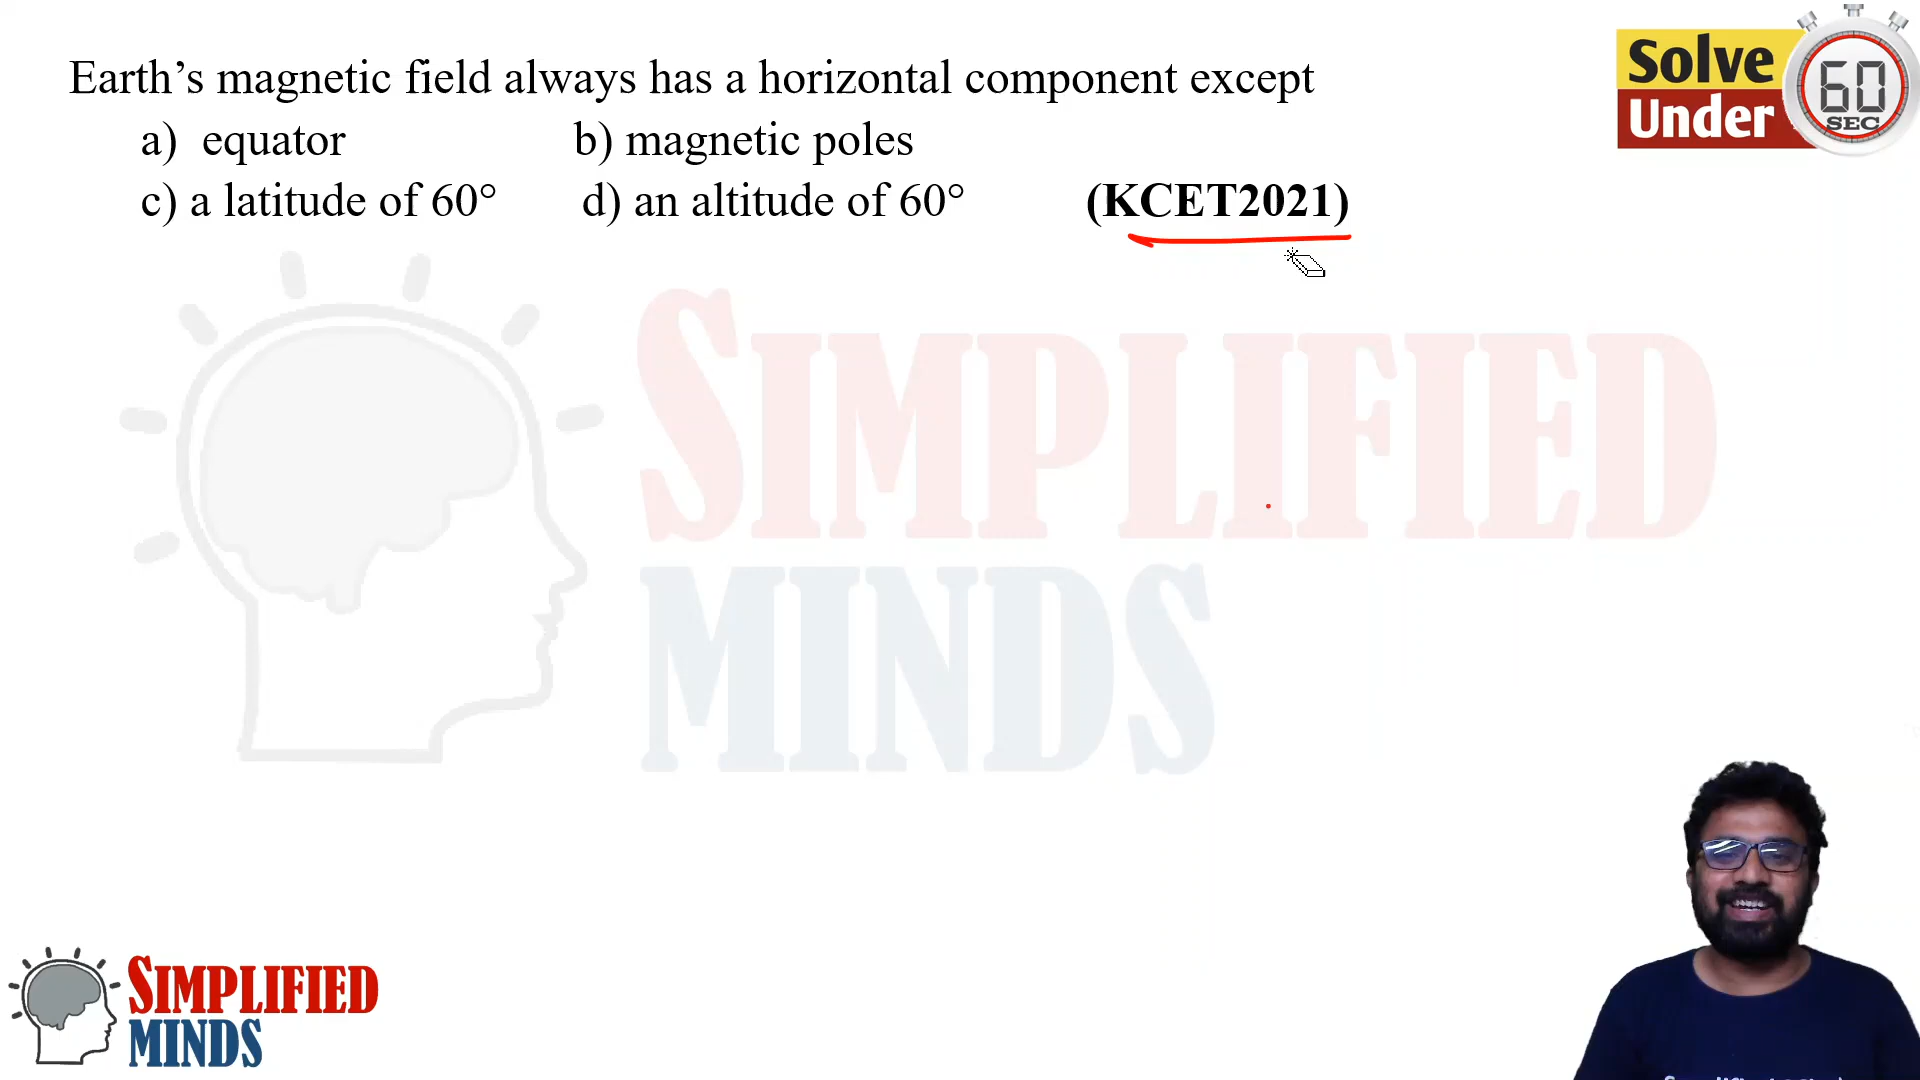 Earth’s magnetic field always has a horizontal component except
a) equator b) magnetic poles
c) a latitude of 60° d) an altitude of 60° (KCET2021)
Solve
Under
60
SEC
SIMPLIFIED
MINDS
SIMPLIFIED
MINDS